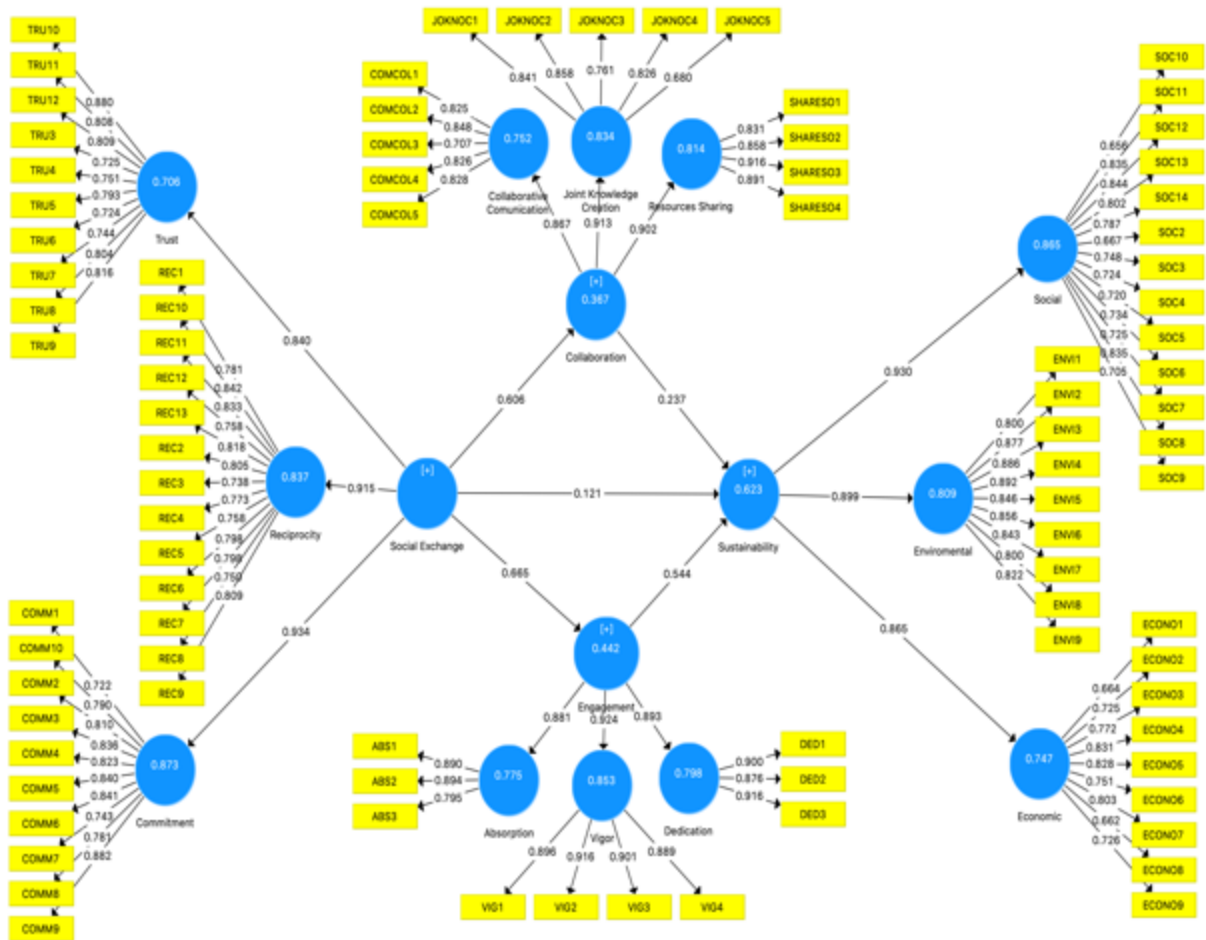 JOKNOC1
JOKNOC2
JOKNOC3
JOKNOC4
JOKNOC5
0.841
0.858
0.761
0.826
0.680
TRU10
TRU11
TRU12
TRU3
TRU4
TRU5
TRU6
TRU7
TRU8
TRU9
0.880
0.808
0.809
0.725
0.751
0.793
0.724
0.744
0.804
0.816
0.706
Trust
COMCOL1
COMCOL2
COMCOL3
COMCOL4
COMCOL5
0.825
0.848
0.707
0.826
0.828
0.752
Collaborative
Comunication
0.834
Joint Knowledge
Creation
0.814
Resources Sharing
SHARESO1
SHARESO2
SHARESO3
SHARESO4
0.831
0.858
0.916
0.891
0.867
0.913
0.902
[+]
0.367
Collaboration
SOC10
SOC11
SOC12
SOC13
SOC14
SOC2
SOC3
SOC4
SOC5
SOC6
SOC7
SOC8
SOC9
0.656
0.835
0.844
0.802
0.787
0.667
0.748
0.724
0.720
0.734
0.725
0.835
0.705
0.865
Social
REC1
REC10
REC11
REC12
REC13
REC2
REC3
REC4
REC5
REC6
REC7
REC8
REC9
0.781
0.842
0.833
0.758
0.818
0.805
0.738
0.773
0.758
0.798
0.799
0.750
0.809
0.837
Reciprocity
0.840
0.606
0.237
0.930
0.915
[+]
Social Exchange
0.121
[+]
0.623
Sustainability
0.899
0.809
Enviromental
ENVI1
ENVI2
ENVI3
ENVI4
ENVI5
ENVI6
ENVI7
ENVI8
ENVI9
0.800
0.877
0.886
0.892
0.846
0.856
0.843
0.800
0.822
0.934
0.665
0.544
0.865
COMM1
COMM10
COMM2
COMM3
COMM4
COMM5
COMM6
COMM7
COMM8
COMM9
0.722
0.790
0.810
0.836
0.823
0.840
0.841
0.743
0.781
0.882
0.873
Commitment
[+]
0.442
Engagement
0.881
0.924
0.893
ABS1
ABS2
ABS3
0.890
0.894
0.795
0.775
Absorption
0.853
Vigor
0.798
Dedication
0.900
0.876
0.916
DED1
DED2
DED3
0.896
0.916
0.901
0.889
VIG1
VIG2
VIG3
VIG4
0.747
Economic
0.664
0.725
0.772
0.831
0.828
0.751
0.803
0.662
0.726
ECONO1
ECONO2
ECONO3
ECONO4
ECONO5
ECONO6
ECONO7
ECONO8
ECONO9